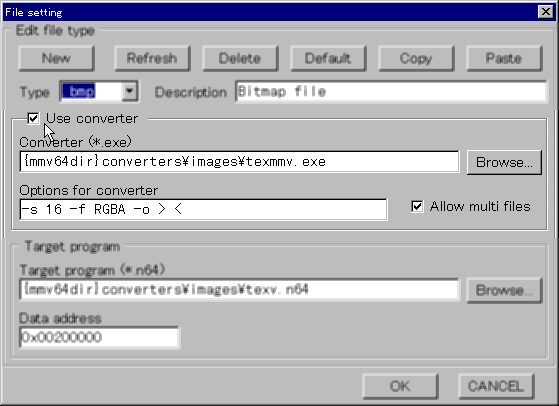 File setting
Edit file type
New Refresh Delete Default Copy Paste
Type .bmp Description Bitmap file
Use converter
Converter (*.exe)
{mmv64dir}converters¥images¥texmmv.exe Browse...
Options for converter
-s 16 -f RGBA -o > < Allow multi files
Target program
Target program (*.n64)
{mmv64dir}converters¥images¥texv.n64 Browse...
Data address
0x00200000
OK CANCEL